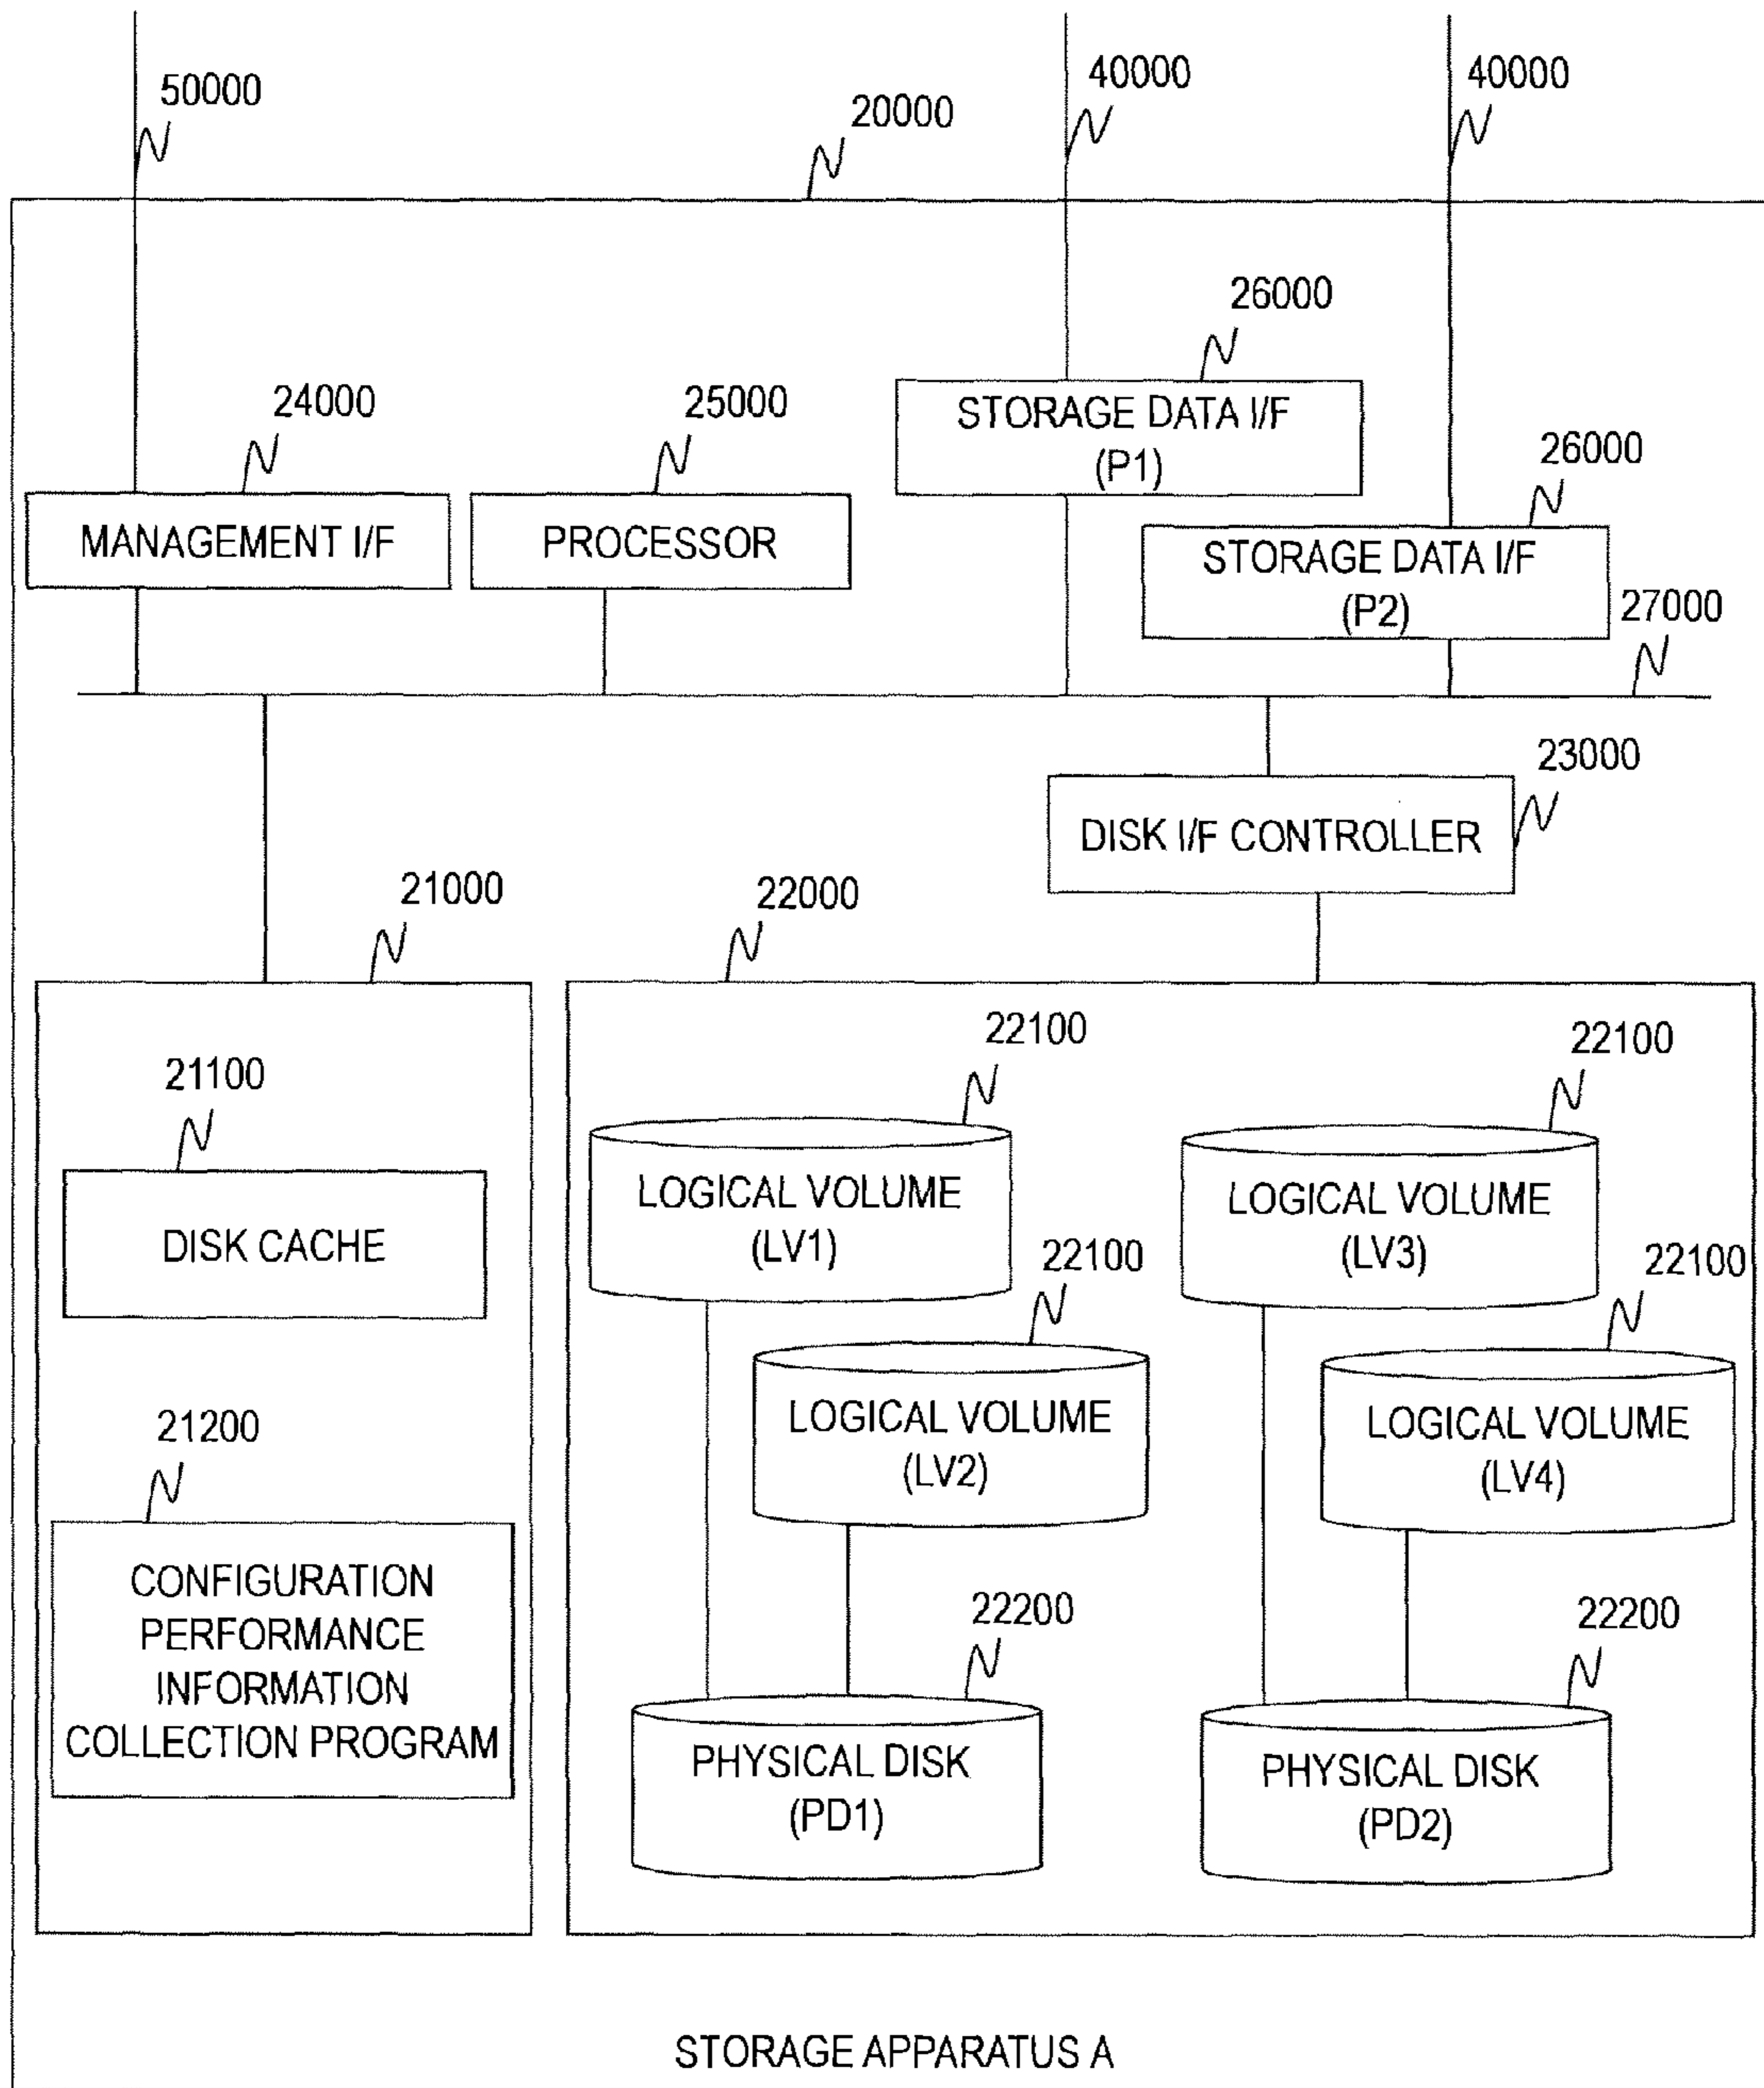 50000
20000
40000
40000
26000
STORAGE DATA I/F
(P1)
24000
25000
26000
MANAGEMENT I/F
PROCESSOR
STORAGE DATA I/F
(P2)
27000
23000
DISK I/F CONTROLLER
21000
22000
21100
DISK CACHE
21200
CONFIGURATION
PERFORMANCE
INFORMATION
COLLECTION PROGRAM
22100
LOGICAL VOLUME
(LV1)
22100
LOGICAL VOLUME
(LV3)
22100
LOGICAL VOLUME
(LV2)
22100
LOGICAL VOLUME
(LV4)
22200
PHYSICAL DISK
(PD1)
22200
PHYSICAL DISK
(PD2)
STORAGE APPARATUS A